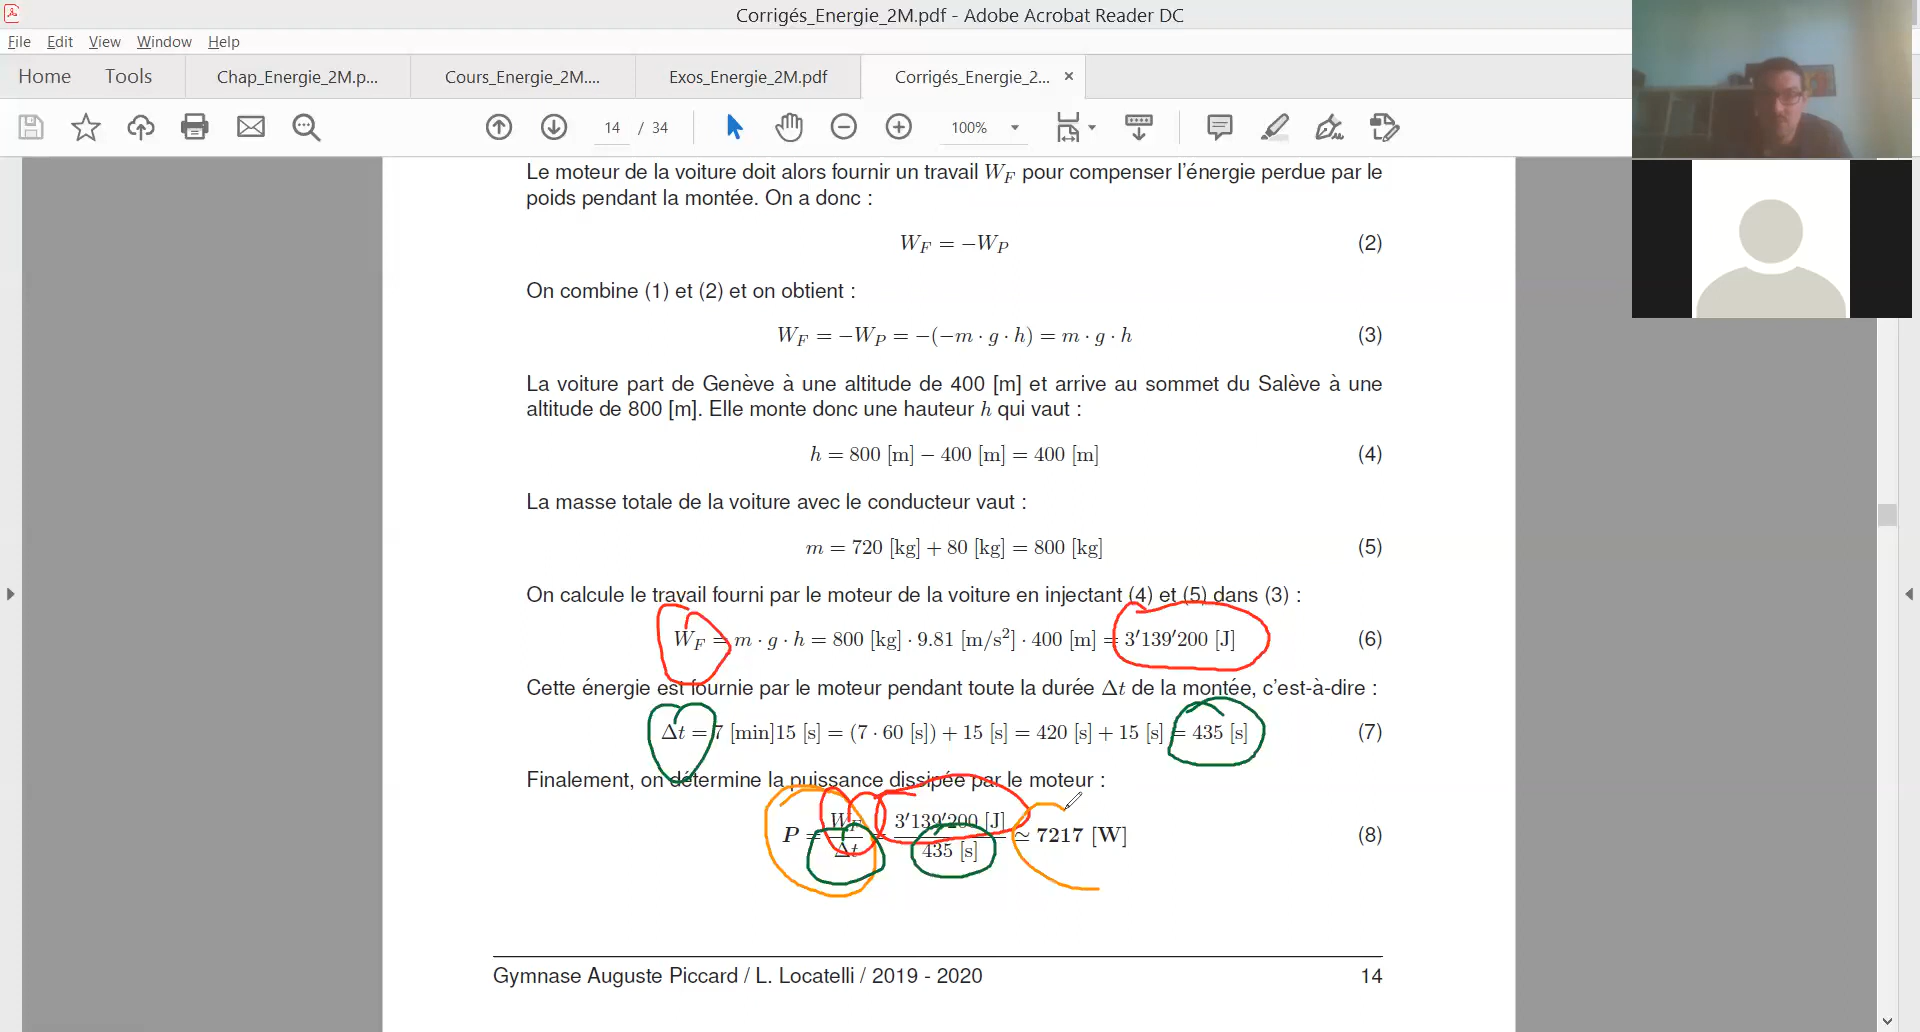 Corrigés_Energie_2M.pdf - Adobe Acrobat Reader DC
File Edit View Window Help
Home Tools Chap_Energie_2M.p... Cours_Energie_2M.... Exos_Energie_2M.pdf Corrigés_Energie_2... ×
14 / 34 100%
Le moteur de la voiture doit alors fournir un travail W_F pour compenser l'énergie perdue par le
poids pendant la montée. On a donc :
W_F = −W_P (2)
On combine (1) et (2) et on obtient :
W_F = −W_P = −(−m · g · h) = m · g · h (3)
La voiture part de Genève à une altitude de 400 [m] et arrive au sommet du Salève à une
altitude de 800 [m]. Elle monte donc une hauteur h qui vaut :
h = 800 [m] − 400 [m] = 400 [m] (4)
La masse totale de la voiture avec le conducteur vaut :
m = 720 [kg] + 80 [kg] = 800 [kg] (5)
On calcule le travail fourni par le moteur de la voiture en injectant (4) et (5) dans (3) :
W_F = m · g · h = 800 [kg] · 9.81 [m/s²] · 400 [m] = 3'139'200 [J] (6)
Cette énergie est fournie par le moteur pendant toute la durée Δt de la montée, c'est-à-dire :
Δt = 7 [min]15 [s] = (7 · 60 [s]) + 15 [s] = 420 [s] + 15 [s] = 435 [s] (7)
Finalement, on détermine la puissance dissipée par le moteur :
P = W_F / Δt = 3'139'200 [J] / 435 [s] ≃ 7217 [W] (8)
Gymnase Auguste Piccard / L. Locatelli / 2019 - 2020 14